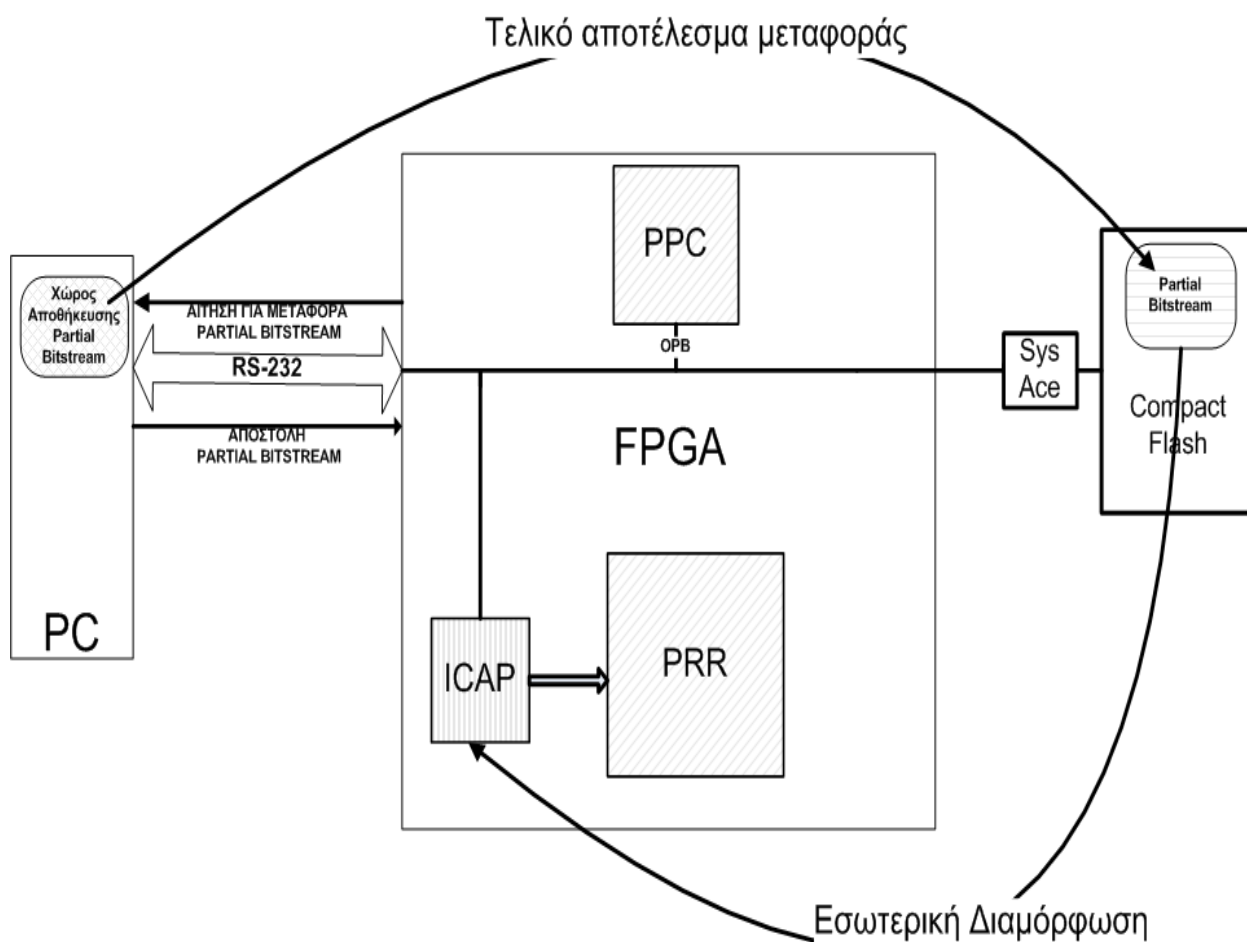 Τελικό αποτέλεσμα μεταφοράς
PPC
Χώρος
Αποθήκευσης
Partial
Bitstream
ΑΙΤΗΣΗ ΓΙΑ ΜΕΤΑΦΟΡΑ
PARTIAL BITSTREAM
RS-232
ΑΠΟΣΤΟΛΗ
PARTIAL BITSTREAM
OPB
Partial
Bitstream
Sys
Ace
Compact
Flash
FPGA
PC
ICAP
PRR
Εσωτερική Διαμόρφωση